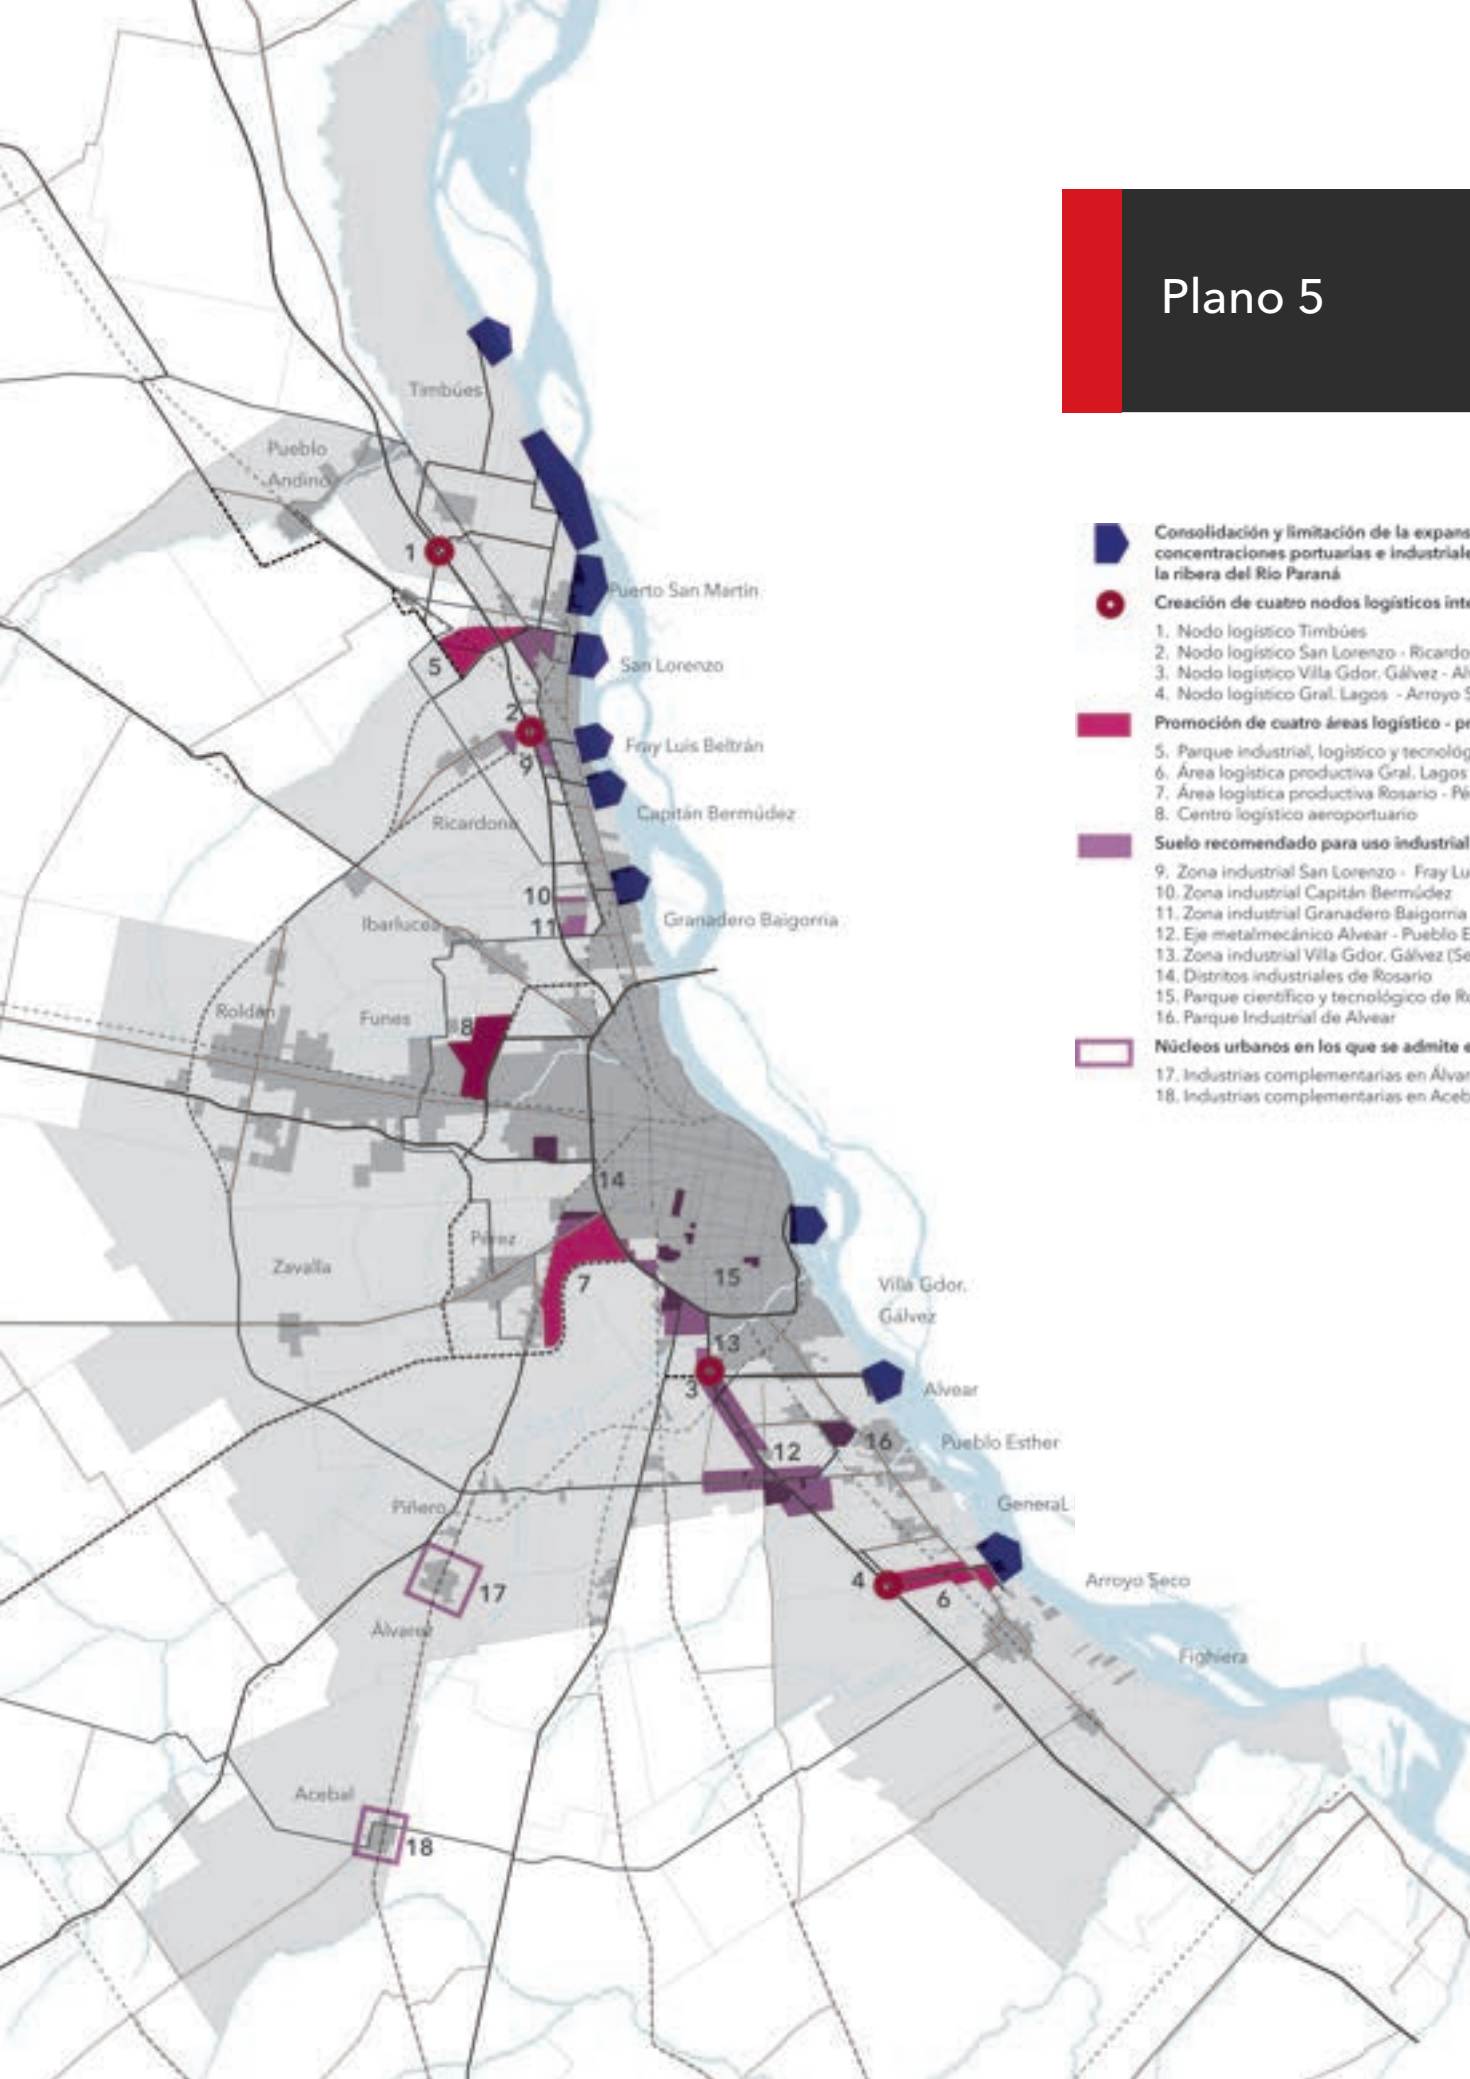 Plano 5
Consolidación y limitación de la expans
concentraciones portuarias e industriale
la ribera del Río Paraná
Creación de cuatro nodos logísticos inte
1. Nodo logístico Timbúes
2. Nodo logístico San Lorenzo - Ricardo
3. Nodo logístico Villa Gdor. Gálvez - Al
4. Nodo logístico Gral. Lagos - Arroyo S
Promoción de cuatro áreas logístico - pr
5. Parque industrial, logístico y tecnológ
6. Área logística productiva Gral. Lagos
7. Área logística productiva Rosario - Pé
8. Centro logístico aeroportuario
Suelo recomendado para uso industrial
9. Zona industrial San Lorenzo - Fray Lu
10. Zona industrial Capitán Bermúdez
11. Zona industrial Granadero Baigorria
12. Eje metalmecánico Alvear - Pueblo E
13. Zona industrial Villa Gdor. Gálvez (Se
14. Distritos industriales de Rosario
15. Parque científico y tecnológico de Ro
16. Parque Industrial de Alvear
Núcleos urbanos en los que se admite e
17. Industrias complementarias en Álvar
18. Industrias complementarias en Aceb
Timbúes
Pueblo
Andino
1
Puerto San Martín
5
San Lorenzo
2
Fray Luis Beltrán
9
Capitán Bermúdez
Ricardone
10
11
Granadero Baigorria
Ibarlucea
Roldán
Funes
8
14
Pérez
Zavalla
7
15
Villa Gdor.
Gálvez
13
3
Alvear
12
16
Pueblo Esther
Piñero
General
17
4
6
Arroyo Seco
Álvarez
Fighiera
Acebal
18